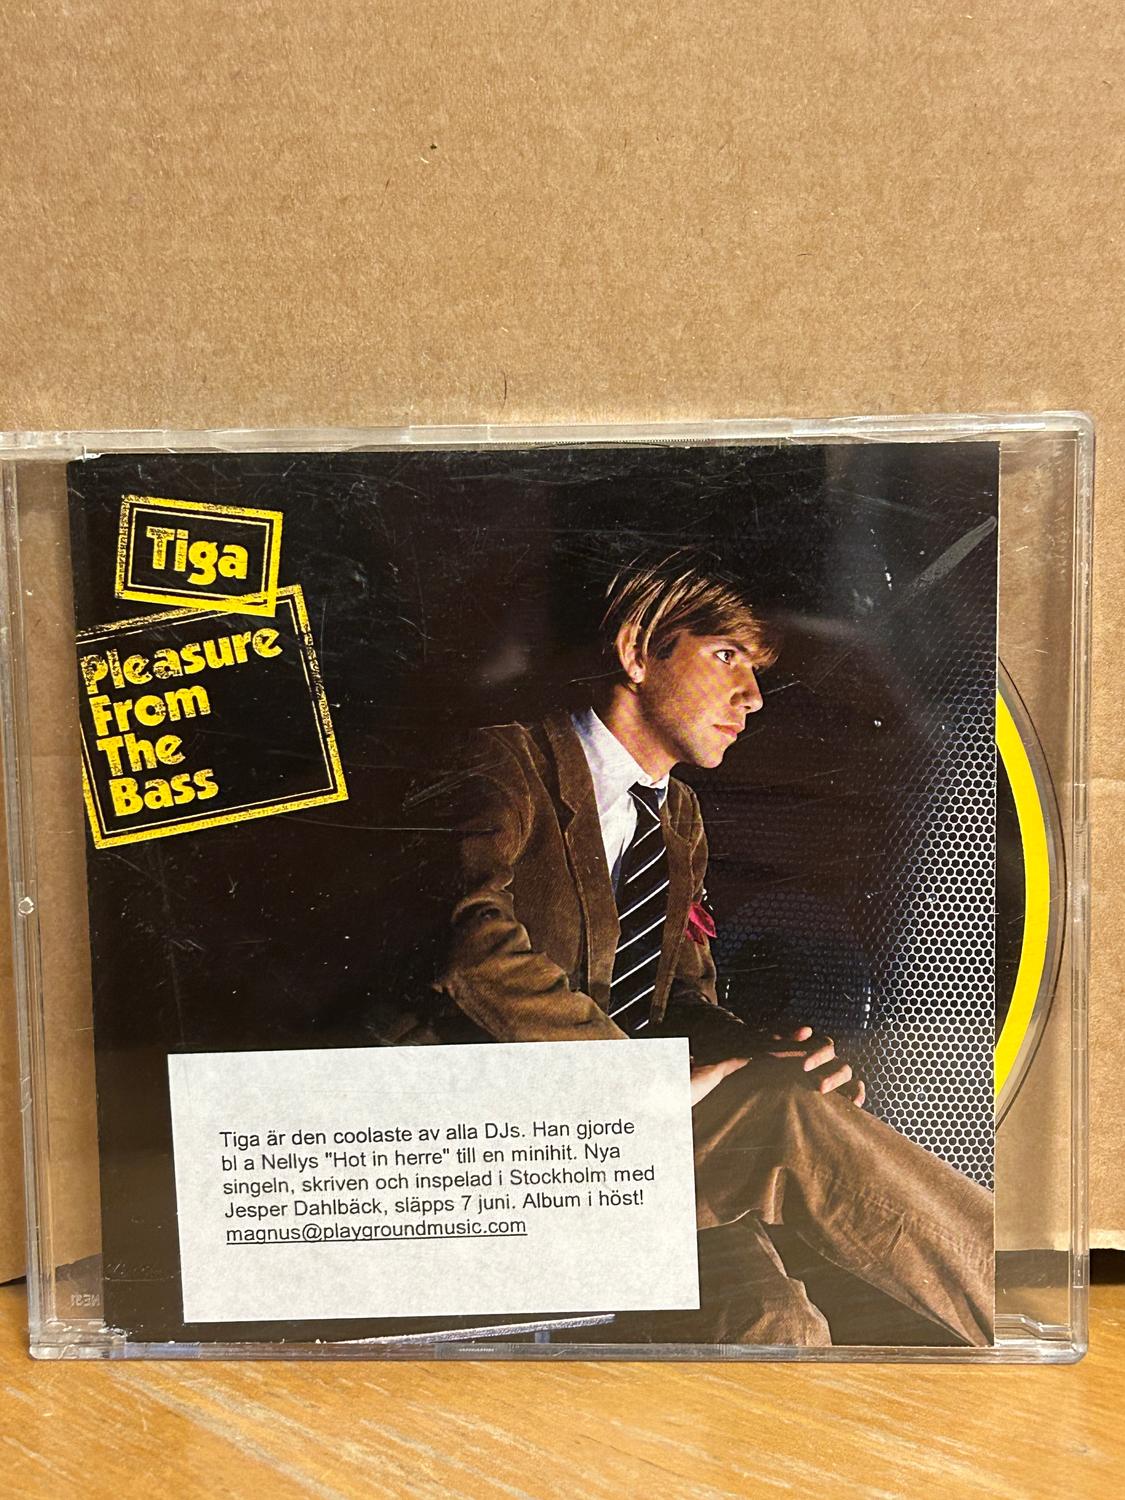 Tiga
Pleasure
From
The
Bass
Tiga är den coolaste av alla DJs. Han gjorde
bl a Nellys "Hot in herre" till en minihit. Nya
singeln, skriven och inspelad i Stockholm med
Jesper Dahlbäck, släpps 7 juni. Album i höst!
magnus@playgroundmusic.com